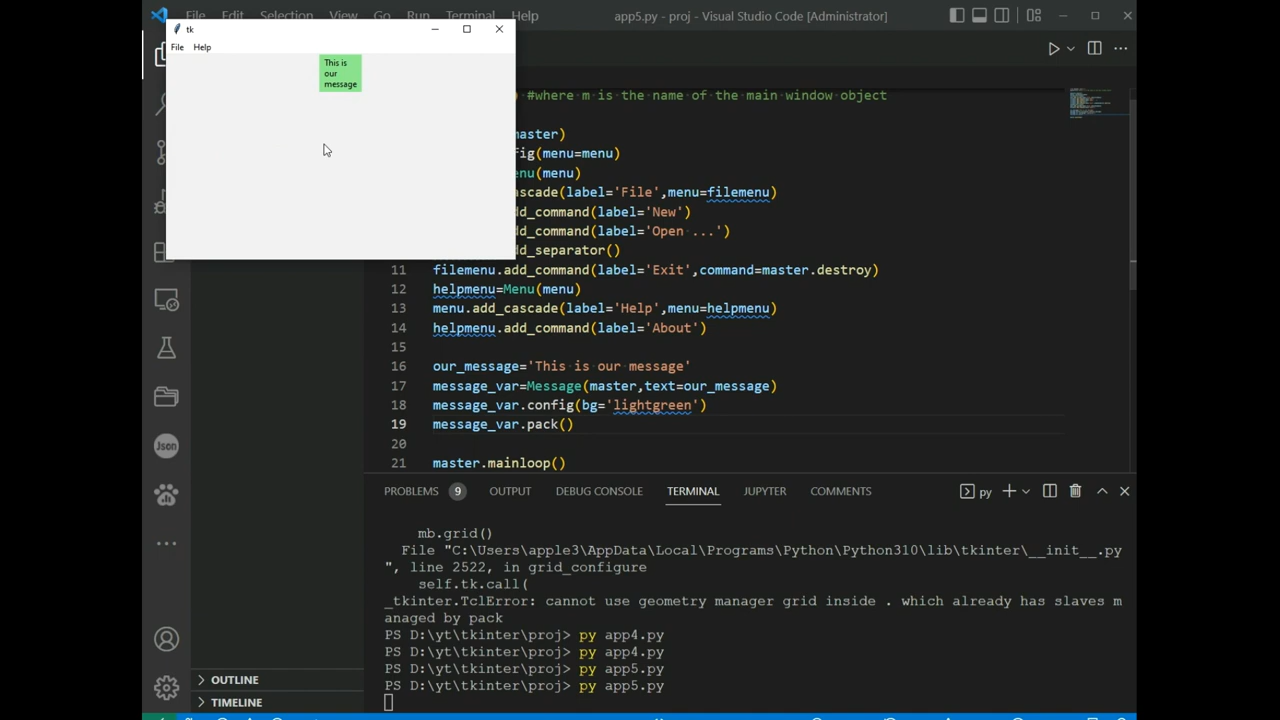 File Edit Selection View Go Run Terminal Help
app5.py - proj - Visual Studio Code [Administrator]
tk
File Help
This is
our
message
) #where m is the name of the main window object
master)
fig(menu=menu)
enu(menu)
ascade(label='File',menu=filemenu)
dd_command(label='New')
dd_command(label='Open ...')
dd_separator()
11 filemenu.add_command(label='Exit',command=master.destroy)
12 helpmenu=Menu(menu)
13 menu.add_cascade(label='Help',menu=helpmenu)
14 helpmenu.add_command(label='About')
15
16 our_message='This is our message'
17 message_var=Message(master,text=our_message)
18 message_var.config(bg='lightgreen')
19 message_var.pack()
20
21 master.mainloop()
PROBLEMS 9 OUTPUT DEBUG CONSOLE TERMINAL JUPYTER COMMENTS
py
mb.grid()
File "C:\Users\apple3\AppData\Local\Programs\Python\Python310\lib\tkinter\__init__.py
", line 2522, in grid_configure
self.tk.call(
_tkinter.TclError: cannot use geometry manager grid inside . which already has slaves m
anaged by pack
PS D:\yt\tkinter\proj> py app4.py
PS D:\yt\tkinter\proj> py app4.py
PS D:\yt\tkinter\proj> py app5.py
PS D:\yt\tkinter\proj> py app5.py
Json
OUTLINE
TIMELINE